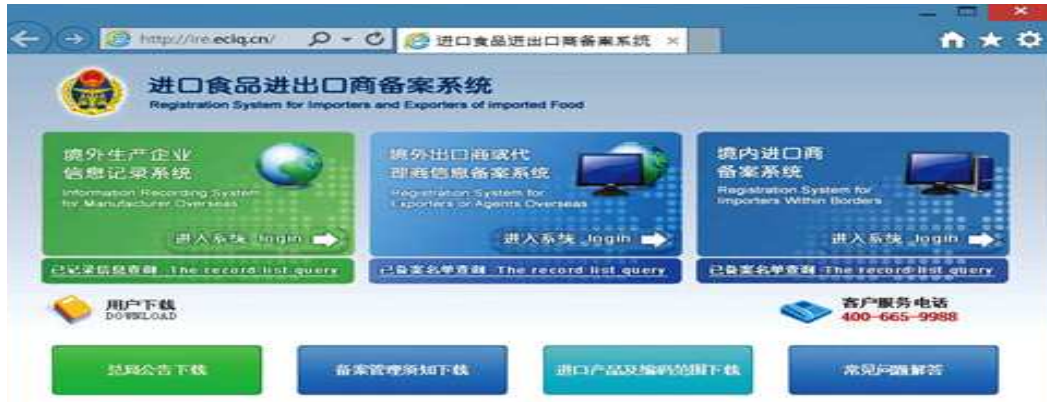 http://ire.eciq.cn/
进口食品进出口商备案系统
进口食品进出口商备案系统
Registration System for Importers and Exporters of imported Food
境外生产企业
信息记录系统
Information Recording System
for Manufacturer Overseas
进入系统 login
已记录信息查询 The record list query
境外出口商或代
理商信息备案系统
Registration System for
Exporters or Agents Overseas
进入系统 login
已备案名单查询 The record list query
境内进口商
备案系统
Registration System for
Importers Within Borders
进入系统 login
已备案名单查询 The record list query
用户下载
DOWNLOAD
客户服务电话
400-665-9988
总局公告下载
备案管理须知下载
进口产品及编码范围下载
常见问题解答